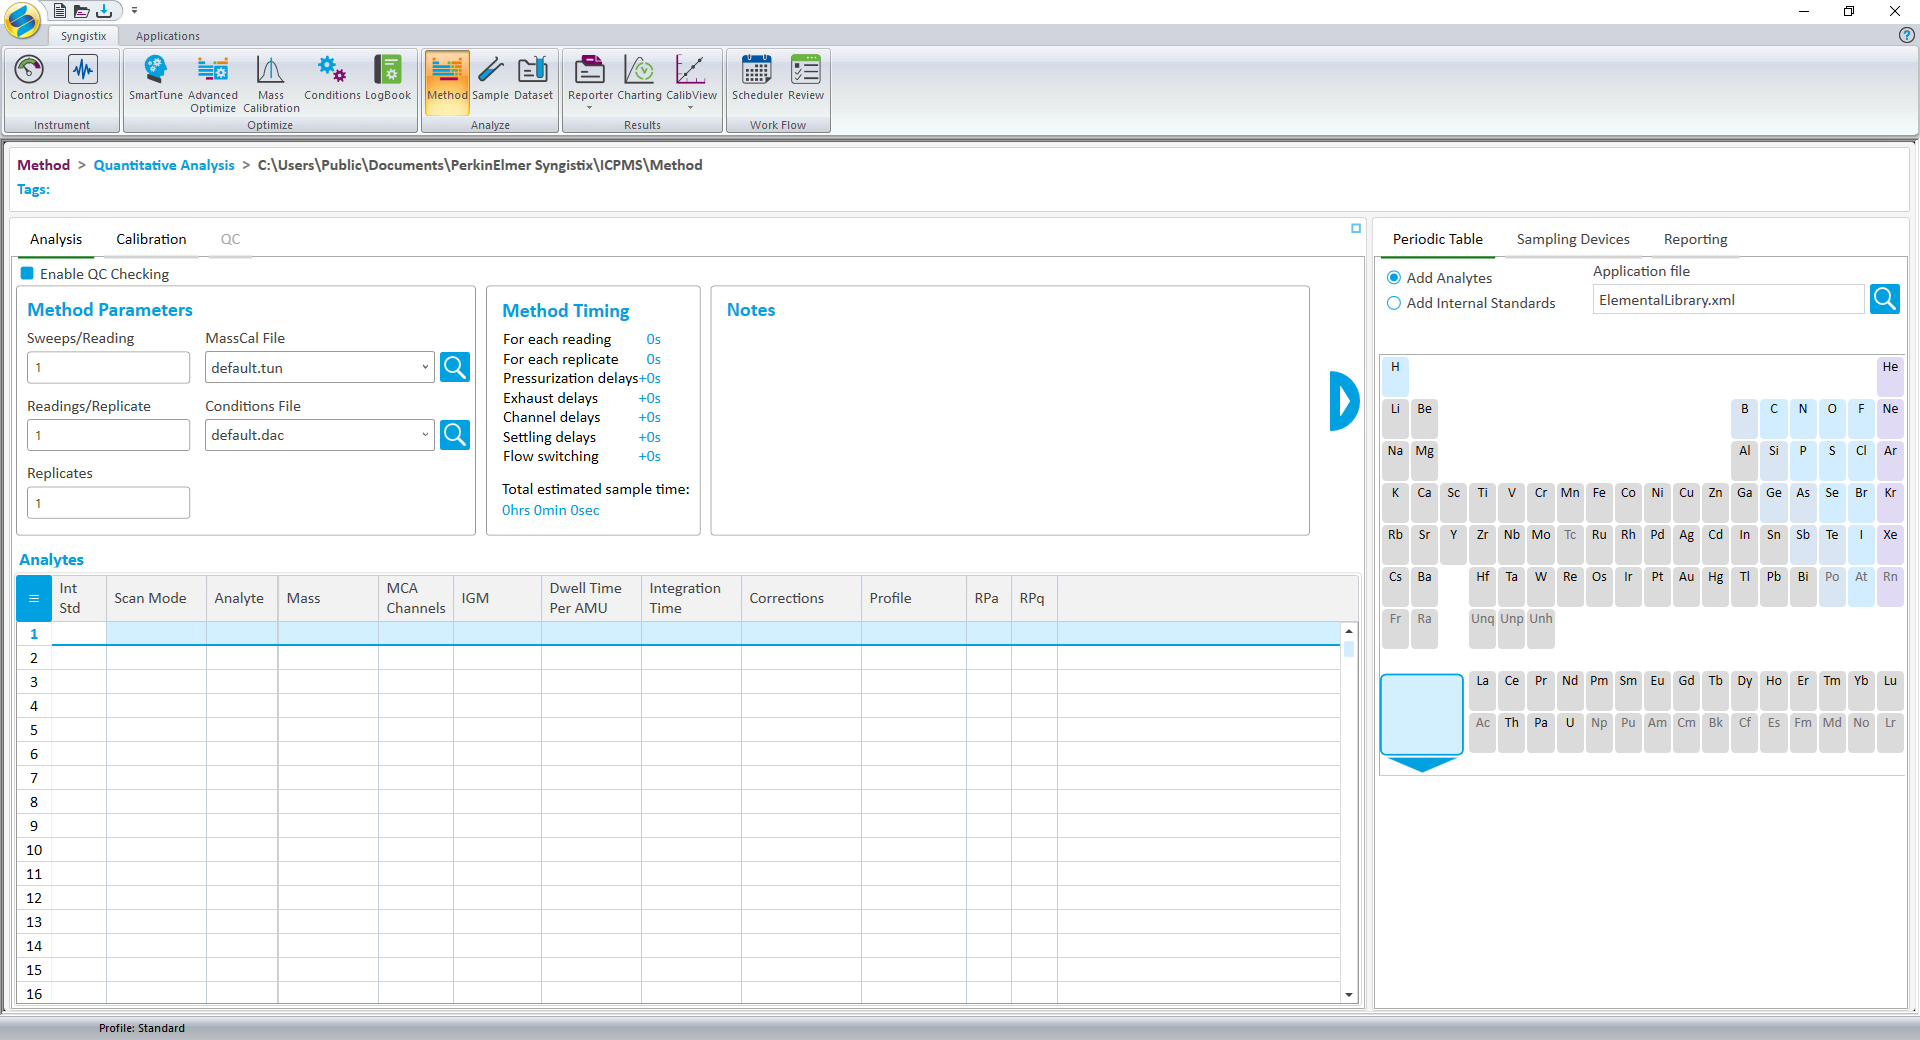 Syngistix Applications
Control Diagnostics SmartTune Advanced Optimize Mass Calibration Conditions LogBook Method Sample Dataset Reporter Charting CalibView Scheduler Review
Instrument Optimize Analyze Results Work Flow
Method > Quantitative Analysis > C:\Users\Public\Documents\PerkinElmer Syngistix\ICPMS\Method
Tags:
Analysis Calibration QC
Enable QC Checking
Method Parameters
Sweeps/Reading MassCal File
1 default.tun
Readings/Replicate Conditions File
1 default.dac
Replicates
1
Method Timing
For each reading 0s
For each replicate 0s
Pressurization delays+0s
Exhaust delays +0s
Channel delays +0s
Settling delays +0s
Flow switching +0s
Total estimated sample time:
0hrs 0min 0sec
Notes
Analytes
Int Std Scan Mode Analyte Mass MCA Channels IGM Dwell Time Per AMU Integration Time Corrections Profile RPa RPq
1
2
3
4
5
6
7
8
9
10
11
12
13
14
15
16
Periodic Table Sampling Devices Reporting
Add Analytes
Add Internal Standards
Application file
ElementalLibrary.xml
H He
Li Be B C N O F Ne
Na Mg Al Si P S Cl Ar
K Ca Sc Ti V Cr Mn Fe Co Ni Cu Zn Ga Ge As Se Br Kr
Rb Sr Y Zr Nb Mo Tc Ru Rh Pd Ag Cd In Sn Sb Te I Xe
Cs Ba Hf Ta W Re Os Ir Pt Au Hg Tl Pb Bi Po At Rn
Fr Ra Unq Unp Unh
La Ce Pr Nd Pm Sm Eu Gd Tb Dy Ho Er Tm Yb Lu
Ac Th Pa U Np Pu Am Cm Bk Cf Es Fm Md No Lr
Profile: Standard